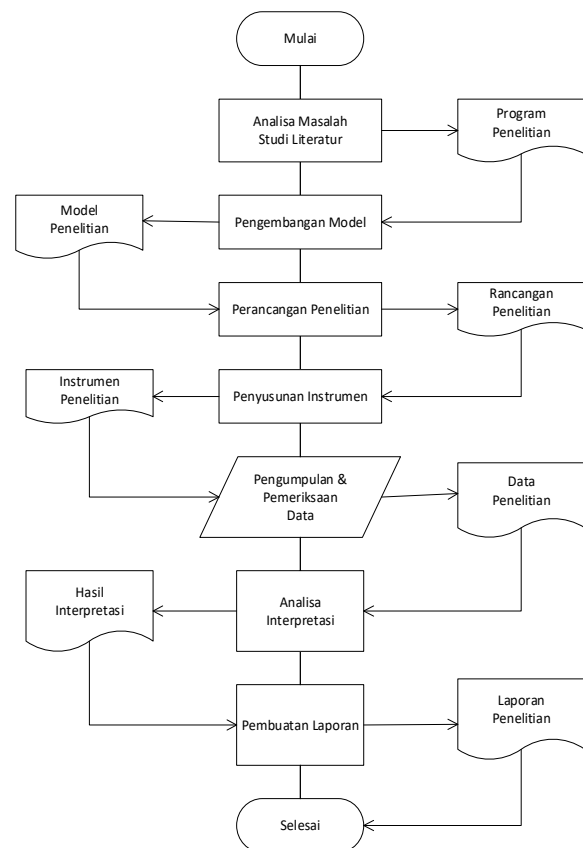 Mulai
Analisa Masalah
Studi Literatur
Program
Penelitian
Model
Penelitian
Pengembangan Model
Perancangan Penelitian
Rancangan
Penelitian
Instrumen
Penelitian
Penyusunan Instrumen
Pengumpulan &
Pemeriksaan
Data
Data
Penelitian
Hasil
Interpretasi
Analisa
Interpretasi
Pembuatan Laporan
Laporan
Penelitian
Selesai